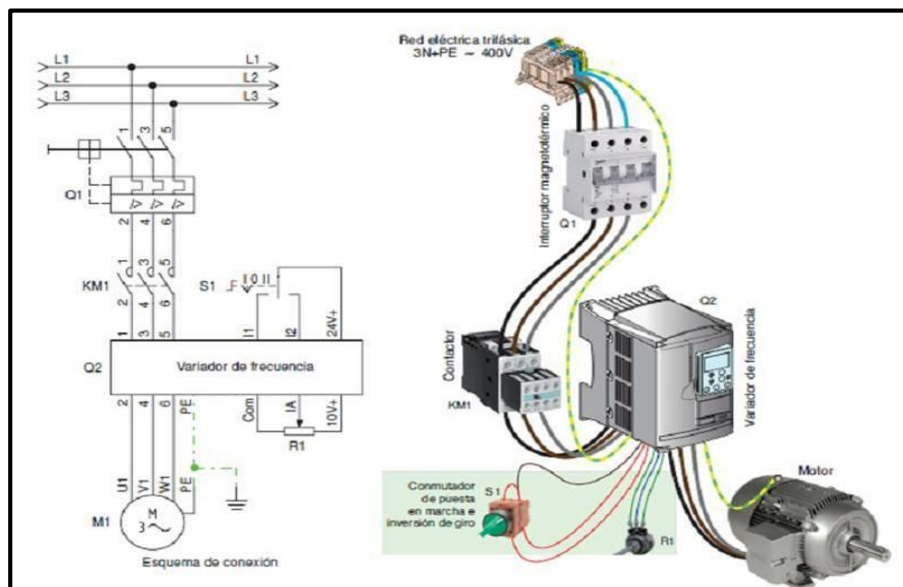 L1 L1
L2 L2
L3 L3
1 3 5
Q1
2 4 6
1 3 5
KM1
2 4 6
S1 I 0 II
I1 I2 24V+
1 3 5
Q2 Variador de frecuencia
2 4 6 PE
Com IA 10V+
R1
U1 V1 W1 PE
M1
M
3
Esquema de conexión
Red eléctrica trifásica
3N+PE ~ 400V
Interruptor magnetotérmico
Q1
Contactor
KM1
Q2
Variador de frecuencia
Conmutador
de puesta
en marcha e
inversión de giro
S1
R1
Motor